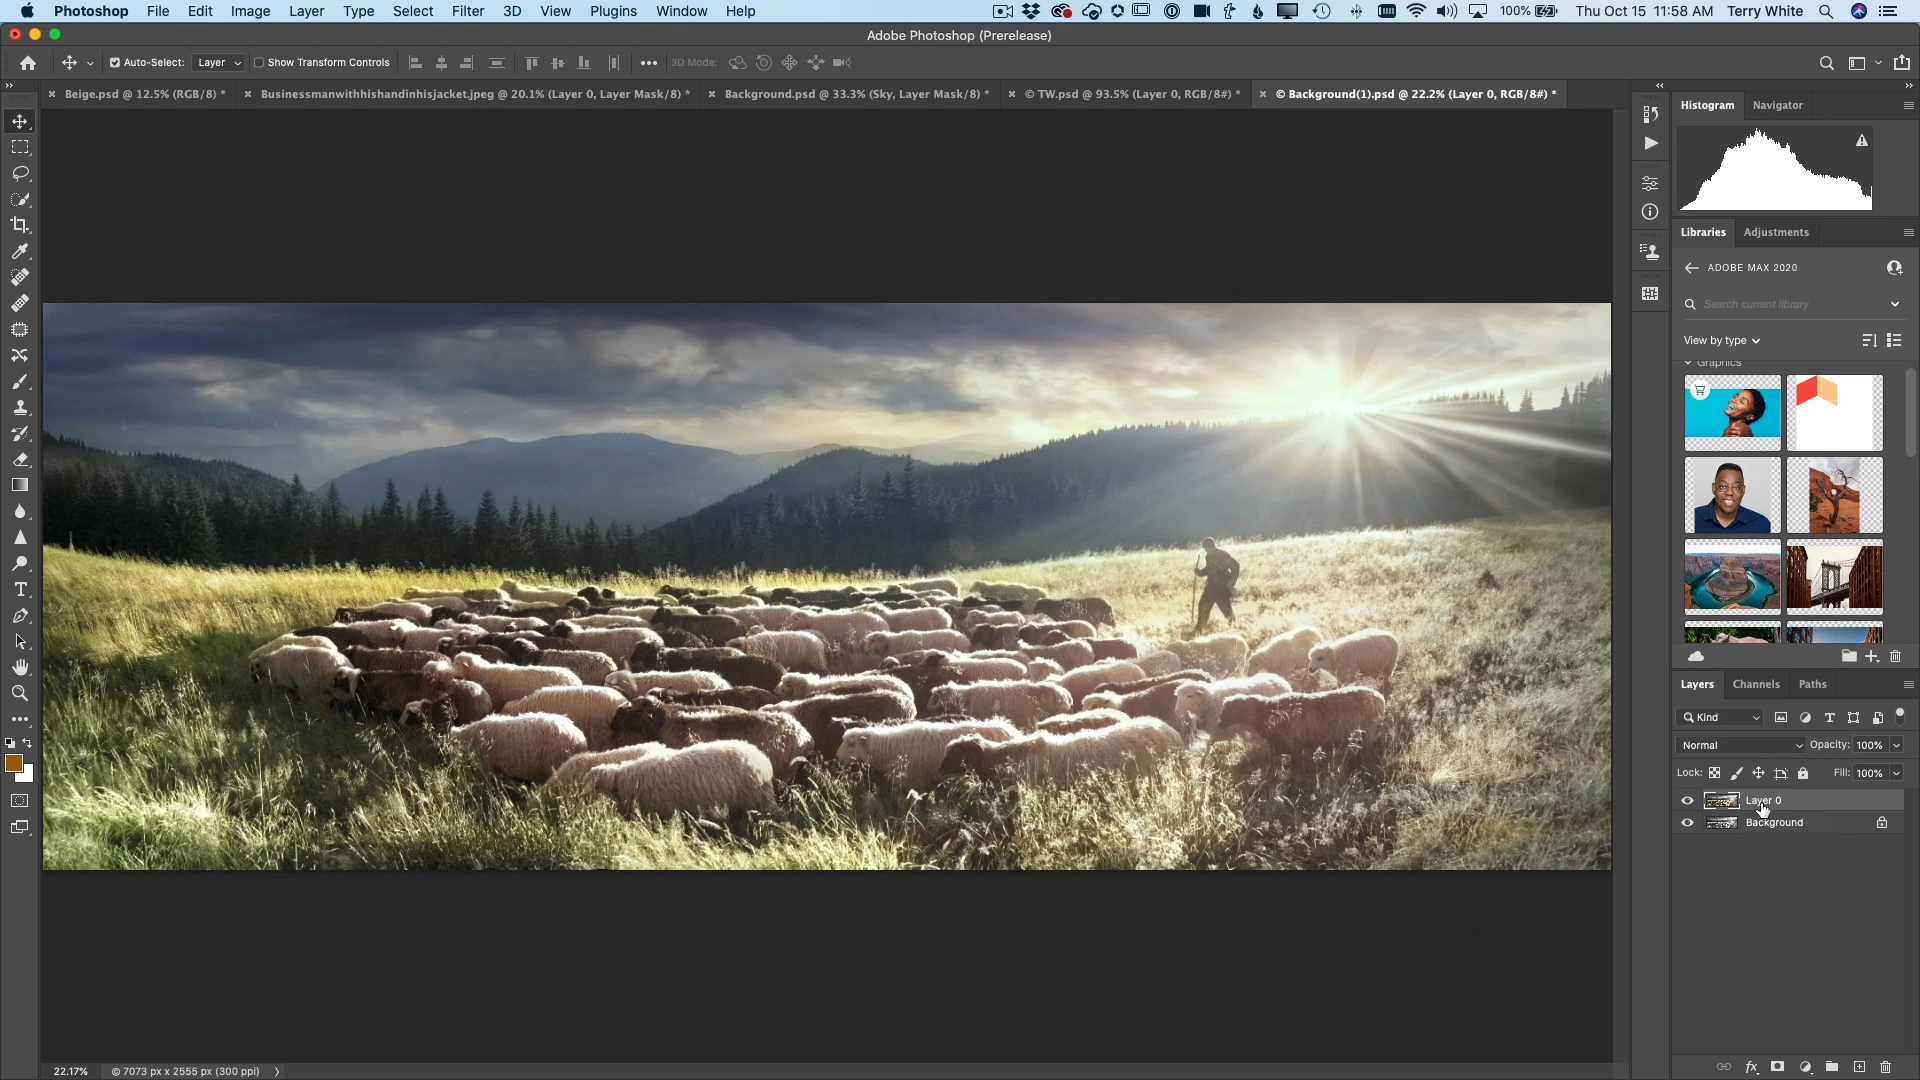 Photoshop File Edit Image Layer Type Select Filter 3D View Plugins Window Help 100% Thu Oct 15 11:58 AM Terry White
Adobe Photoshop (Prerelease)
Auto-Select: Layer Show Transform Controls 3D Mode:
Beige.psd @ 12.5% (RGB/8) * Businessmanwithhishandinhisjacket.jpeg @ 20.1% (Layer 0, Layer Mask/8) * Background.psd @ 33.3% (Sky, Layer Mask/8) * © TW.psd @ 93.5% (Layer 0, RGB/8#) * © Background(1).psd @ 22.2% (Layer 0, RGB/8#) *
Histogram Navigator
Libraries Adjustments
ADOBE MAX 2020
Search current library
View by type
Graphics
Layers Channels Paths
Kind
Normal Opacity: 100%
Lock: Fill: 100%
Layer 0
Background
22.17% © 7073 px x 2555 px (300 ppi)